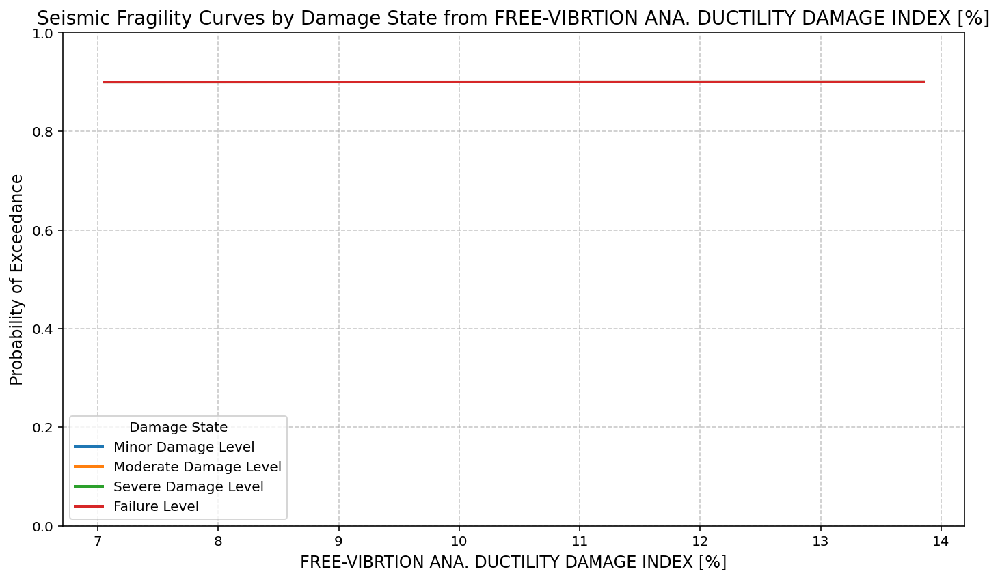 Seismic Fragility Curves by Damage State from FREE-VIBRTION ANA. DUCTILITY DAMAGE INDEX [%]
Probability of Exceedance
1.0
0.8
0.6
0.4
0.2
0.0
Damage State
Minor Damage Level
Moderate Damage Level
Severe Damage Level
Failure Level
7 8 9 10 11 12 13 14
FREE-VIBRTION ANA. DUCTILITY DAMAGE INDEX [%]